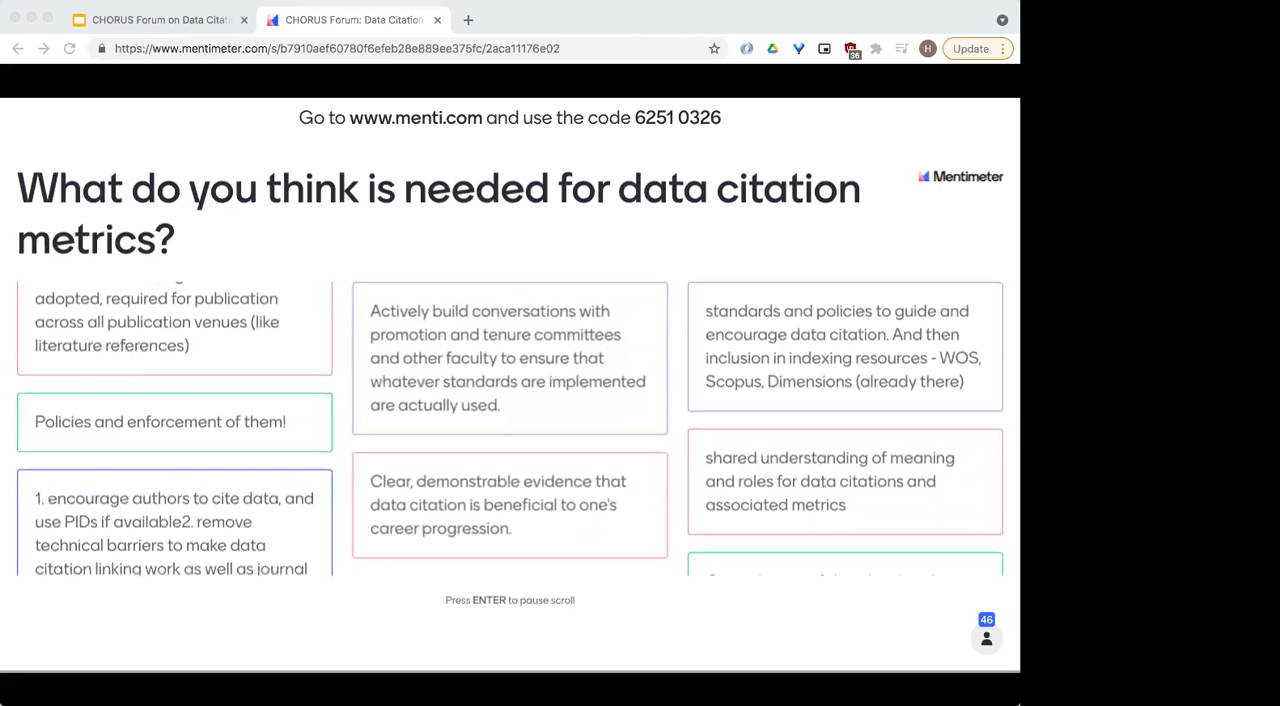 CHORUS Forum on Data Citati
CHORUS Forum: Data Citation
https://www.mentimeter.com/s/b7910aef60780f6efeb28e889ee375fc/2aca11176e02
36
H
Update
Go to www.menti.com and use the code 6251 0326
What do you think is needed for data citation
metrics?
Mentimeter
adopted, required for publication
across all publication venues (like
literature references)
Policies and enforcement of them!
1. encourage authors to cite data, and
use PIDs if available2. remove
technical barriers to make data
citation linking work as well as journal
Actively build conversations with
promotion and tenure committees
and other faculty to ensure that
whatever standards are implemented
are actually used.
Clear, demonstrable evidence that
data citation is beneficial to one's
career progression.
standards and policies to guide and
encourage data citation. And then
inclusion in indexing resources - WOS,
Scopus, Dimensions (already there)
shared understanding of meaning
and roles for data citations and
associated metrics
Press ENTER to pause scroll
46